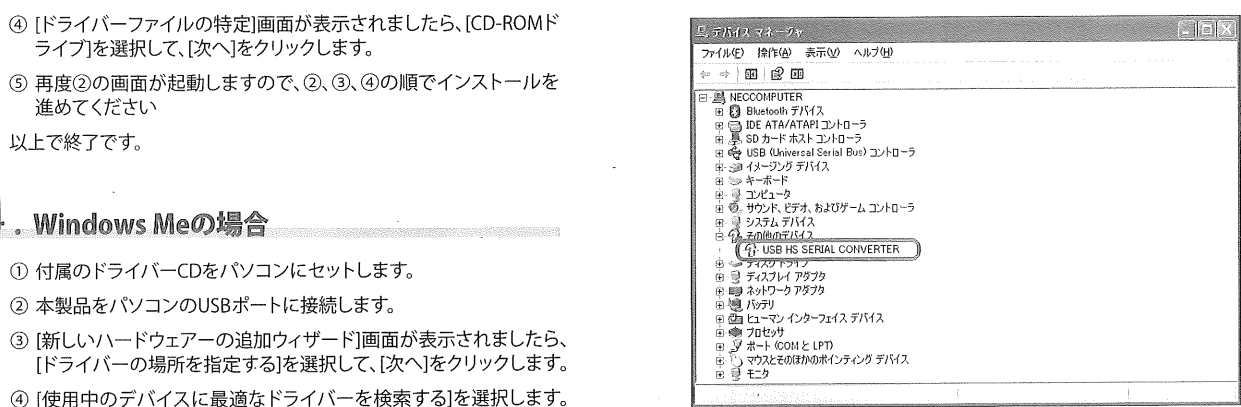 ④ [ドライバーファイルの特定]画面が表示されましたら、[CD-ROMド
ライブ]を選択して、[次へ]をクリックします。
⑤ 再度②の画面が起動しますので、②、③、④の順でインストールを
進めてください
以上で終了です。
. Windows Meの場合
① 付属のドライバーCDをパソコンにセットします。
② 本製品をパソコンのUSBポートに接続します。
③ [新しいハードウェアーの追加ウィザード]画面が表示されましたら、
[ドライバーの場所を指定する]を選択して、[次へ]をクリックします。
④ [使用中のデバイスに最適なドライバーを検索する]を選択します。
デバイス マネージャ
ファイル(F) 操作(A) 表示(V) ヘルプ(H)
NECCOMPUTER
Bluetooth デバイス
IDE ATA/ATAPI コントローラ
SD カード ホスト コントローラ
USB (Universal Serial Bus) コントローラ
イメージング デバイス
キーボード
コンピュータ
サウンド、ビデオ、およびゲーム コントローラ
システム デバイス
その他のデバイス
USB HS SERIAL CONVERTER
ディスク ドライブ
ディスプレイ アダプタ
ネットワーク アダプタ
バッテリ
ヒューマン インターフェイス デバイス
プロセッサ
ポート (COM と LPT)
マウスとそのほかのポインティング デバイス
モニタ